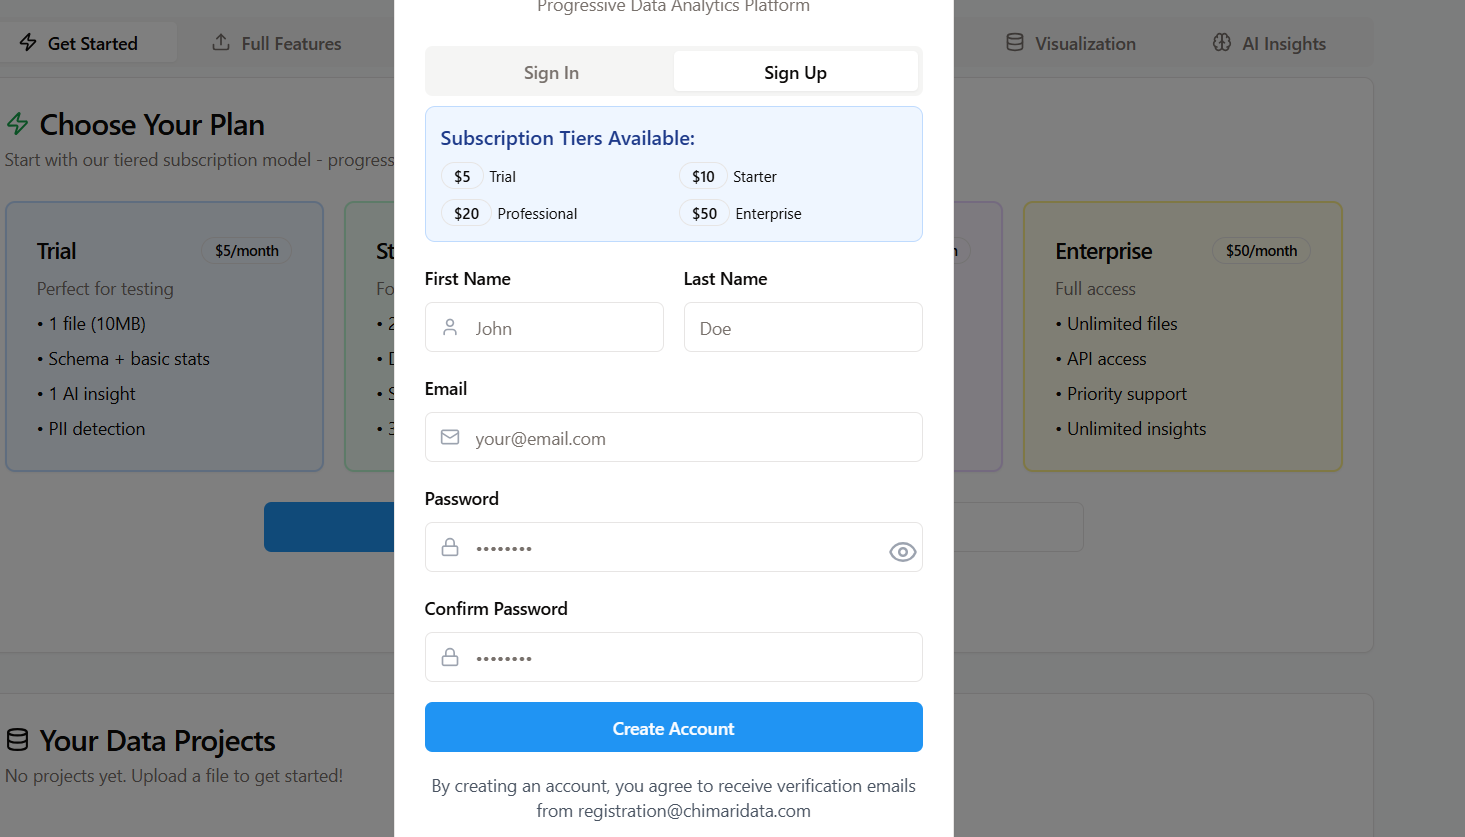 Progressive Data Analytics Platform
Get Started
Full Features
Visualization
AI Insights
Sign In
Sign Up
Choose Your Plan
Start with our tiered subscription model - progress
Subscription Tiers Available:
$5 Trial
$10 Starter
$20 Professional
$50 Enterprise
Trial
$5/month
Perfect for testing
• 1 file (10MB)
• Schema + basic stats
• 1 AI insight
• PII detection
Enterprise
$50/month
Full access
• Unlimited files
• API access
• Priority support
• Unlimited insights
First Name
Last Name
John
Doe
Email
your@email.com
Password
••••••••
Confirm Password
••••••••
Create Account
By creating an account, you agree to receive verification emails
from registration@chimaridata.com
Your Data Projects
No projects yet. Upload a file to get started!